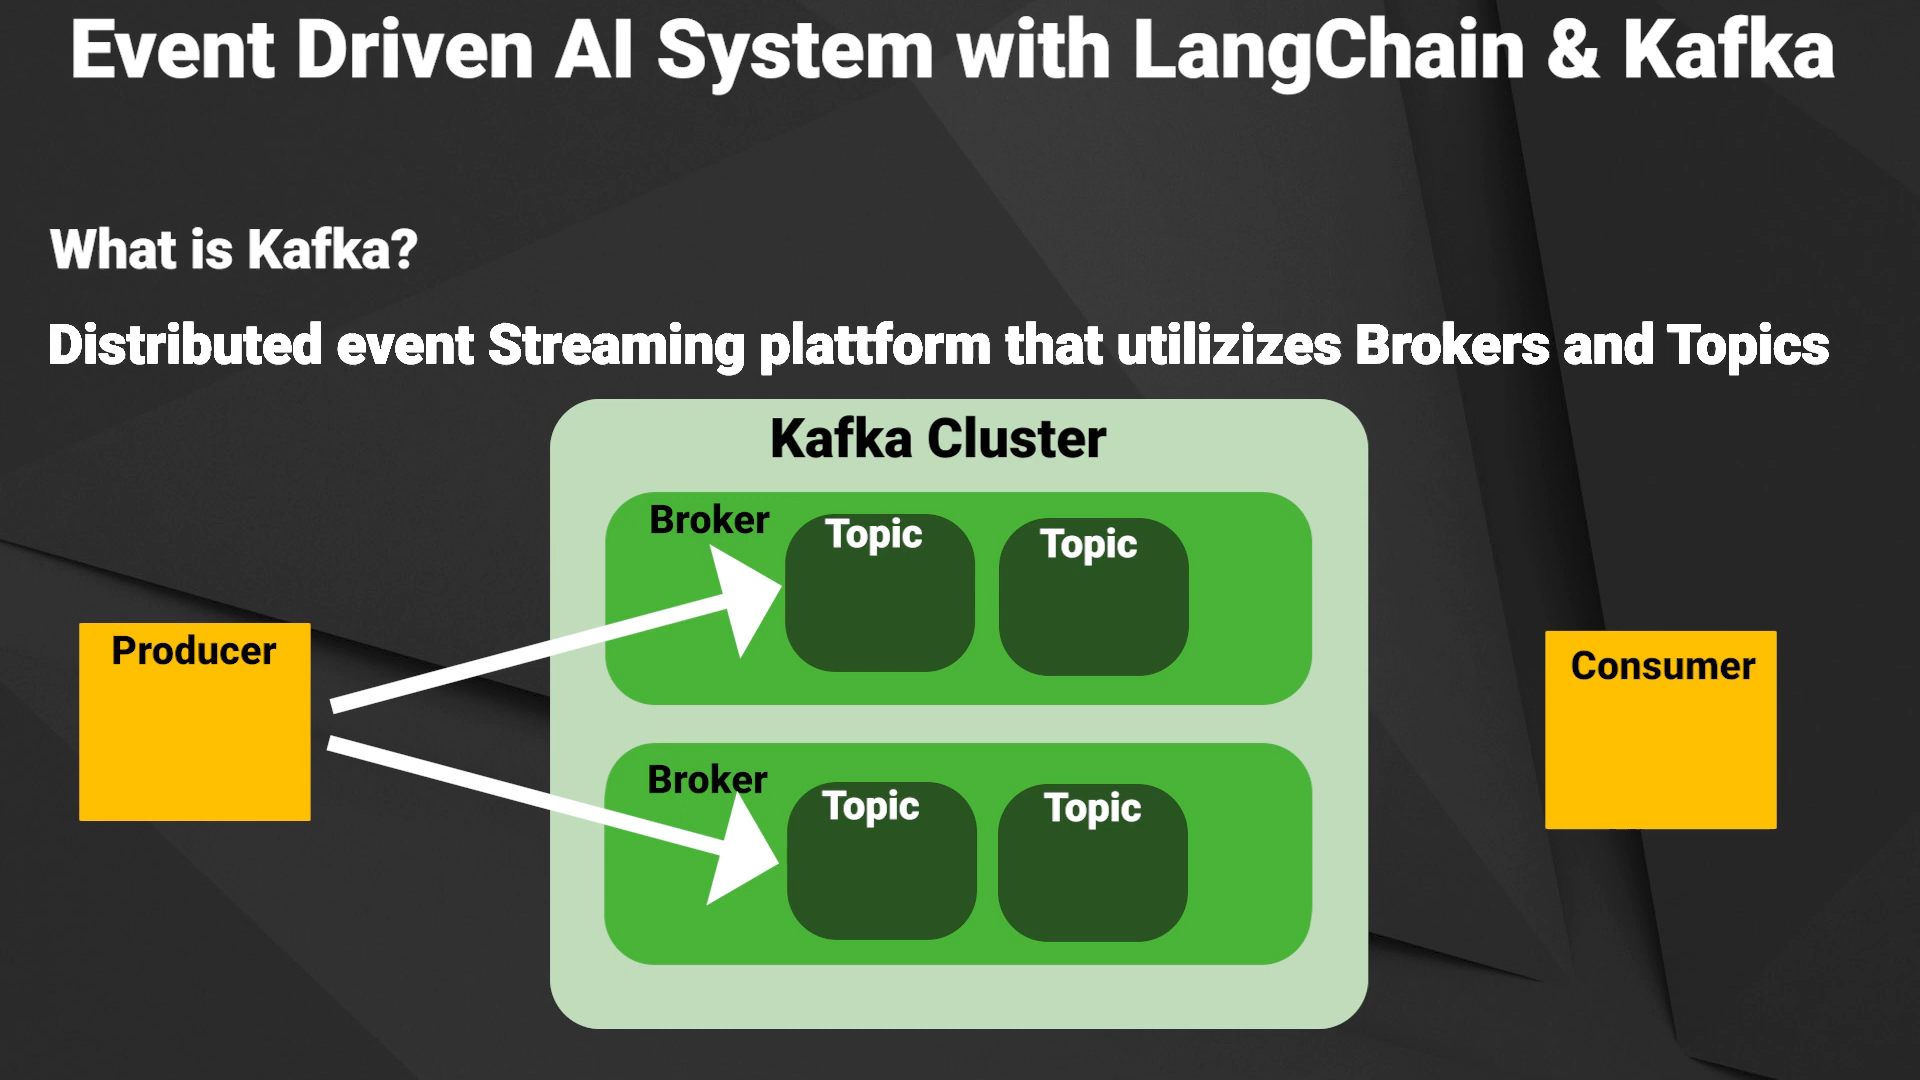 Event Driven AI System with LangChain & Kafka
What is Kafka?
Distributed event Streaming plattform that utilizizes Brokers and Topics
Kafka Cluster
Broker
Topic
Topic
Producer
Consumer
Broker
Topic
Topic